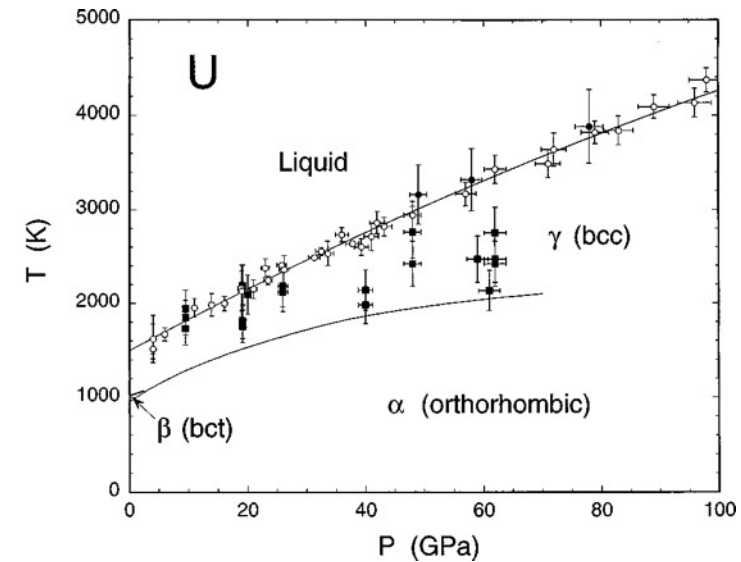 5000
U
4000
Liquid
3000
T (K)
γ (bcc)
2000
1000
α (orthorhombic)
β (bct)
0
0 20 40 60 80 100
P (GPa)